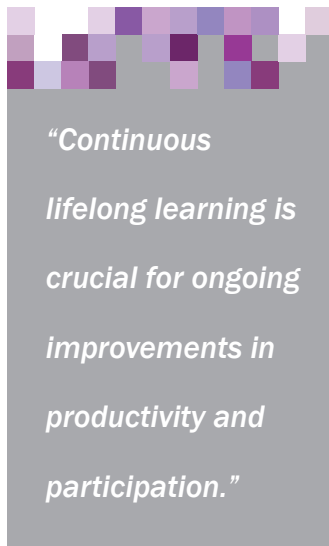 “Continuous
lifelong learning is
crucial for ongoing
improvements in
productivity and
participation.”